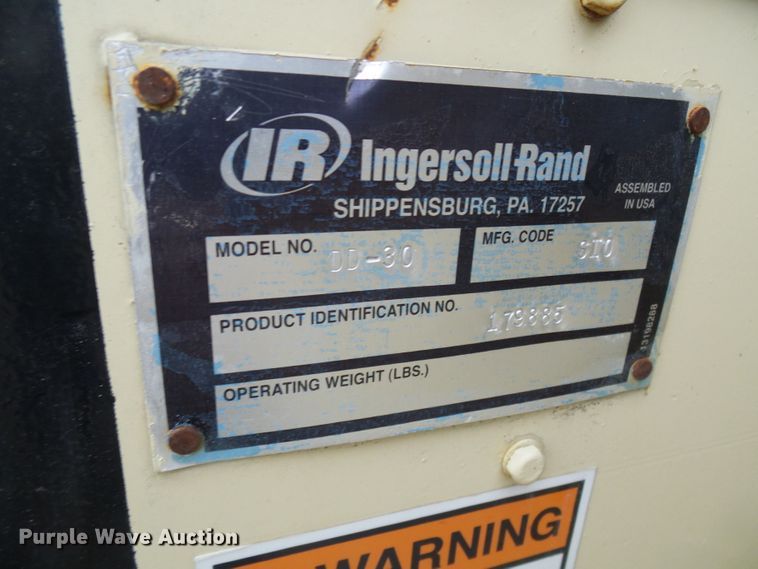 IR Ingersoll-Rand
SHIPPENSBURG, PA. 17257
ASSEMBLED
IN USA
MODEL NO. DD-30
MFG. CODE
PRODUCT IDENTIFICATION NO. 179885
OPERATING WEIGHT (LBS.)
13198268
WARNING
Purple Wave Auction